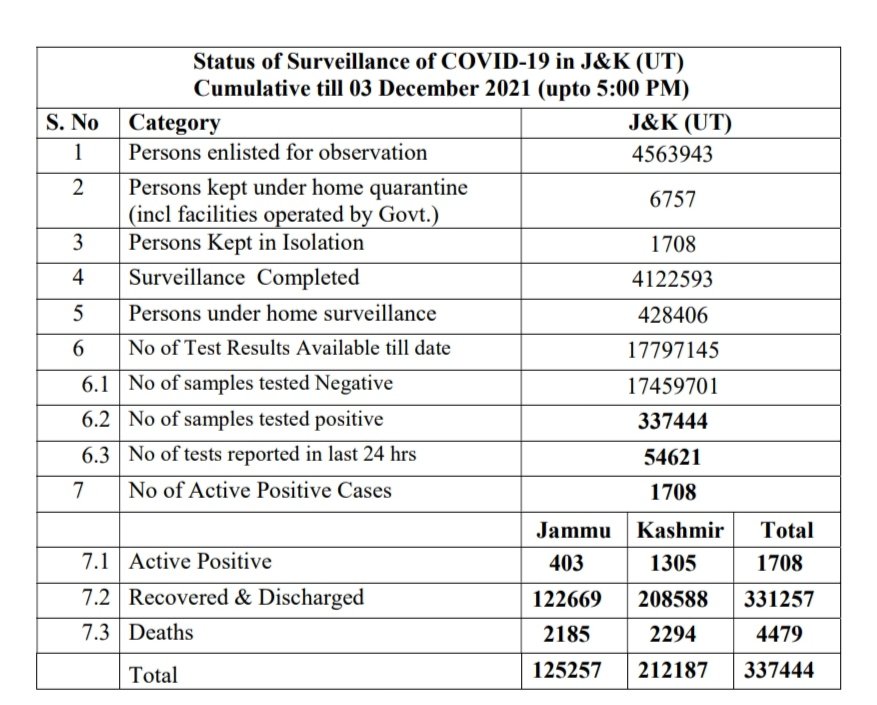 Status of Surveillance of COVID-19 in J&K (UT)
Cumulative till 03 December 2021 (upto 5:00 PM)
S. No Category J&K (UT)
1 Persons enlisted for observation 4563943
2 Persons kept under home quarantine
(incl facilities operated by Govt.) 6757
3 Persons Kept in Isolation 1708
4 Surveillance Completed 4122593
5 Persons under home surveillance 428406
6 No of Test Results Available till date 17797145
6.1 No of samples tested Negative 17459701
6.2 No of samples tested positive 337444
6.3 No of tests reported in last 24 hrs 54621
7 No of Active Positive Cases 1708
Jammu Kashmir Total
7.1 Active Positive 403 1305 1708
7.2 Recovered & Discharged 122669 208588 331257
7.3 Deaths 2185 2294 4479
Total 125257 212187 337444